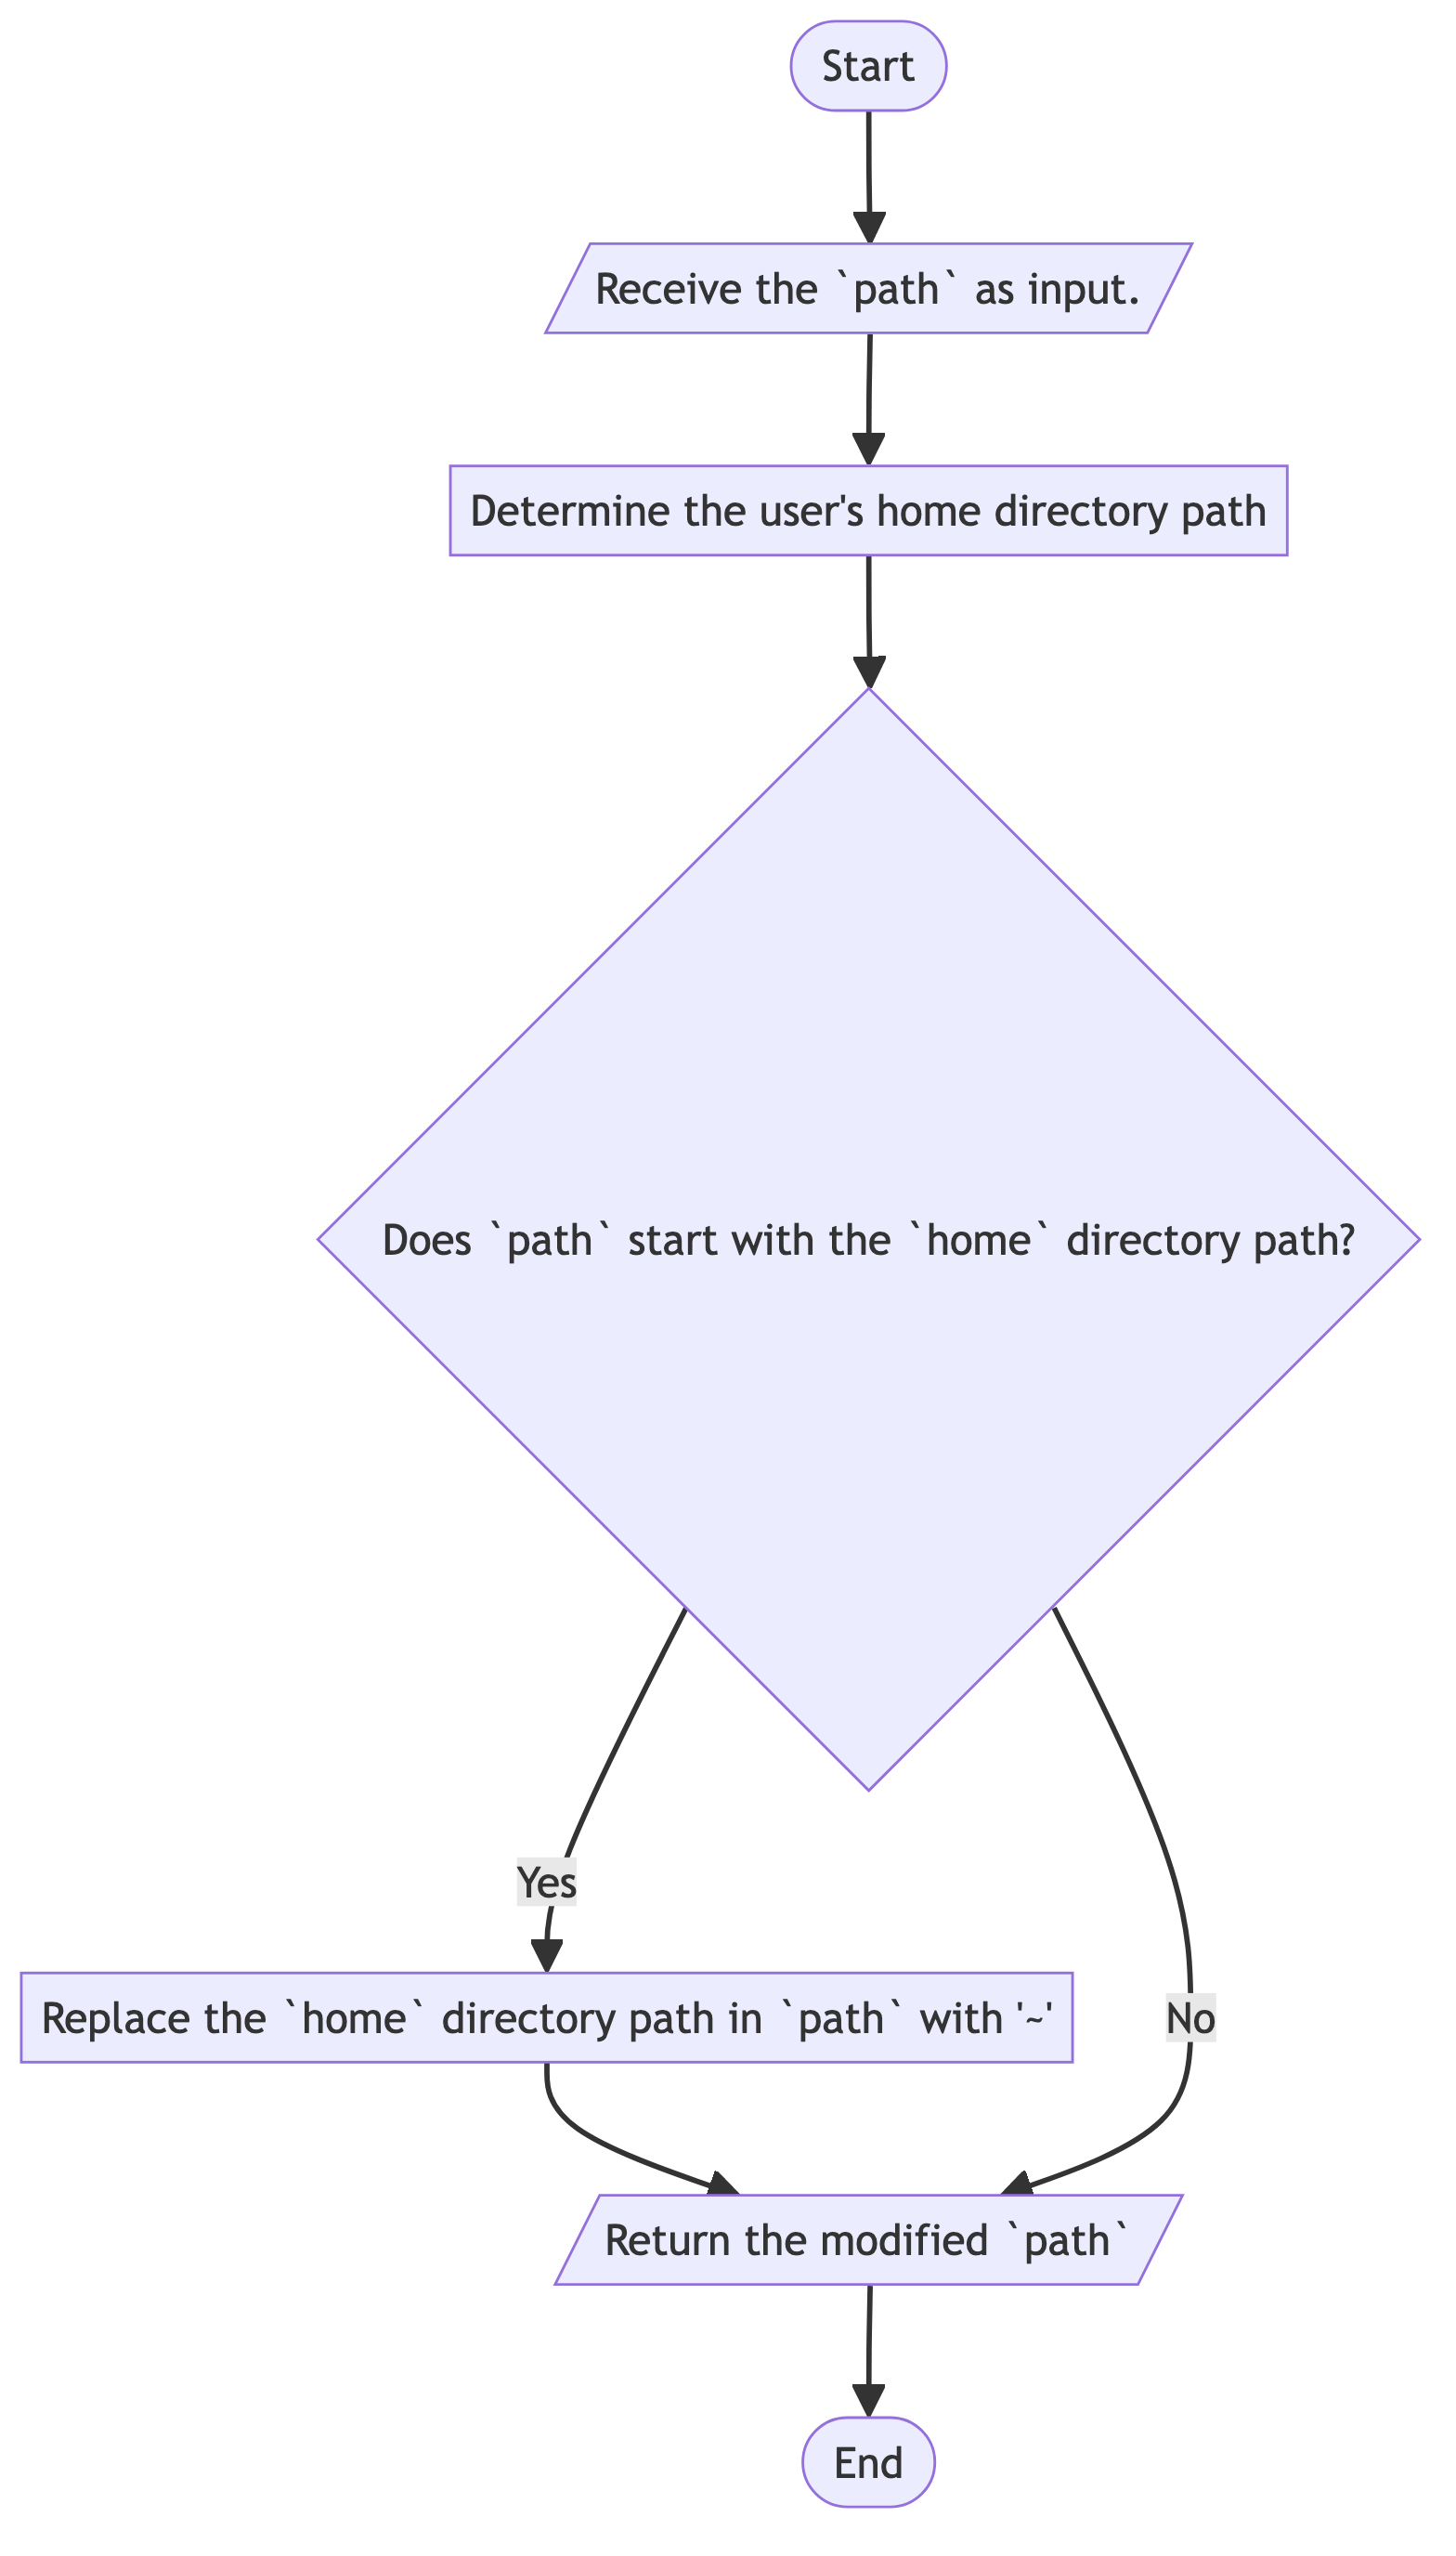 Start
Receive the `path` as input.
Determine the user's home directory path
Does `path` start with the `home` directory path?
Yes
Replace the `home` directory path in `path` with '~'
No
Return the modified `path`
End